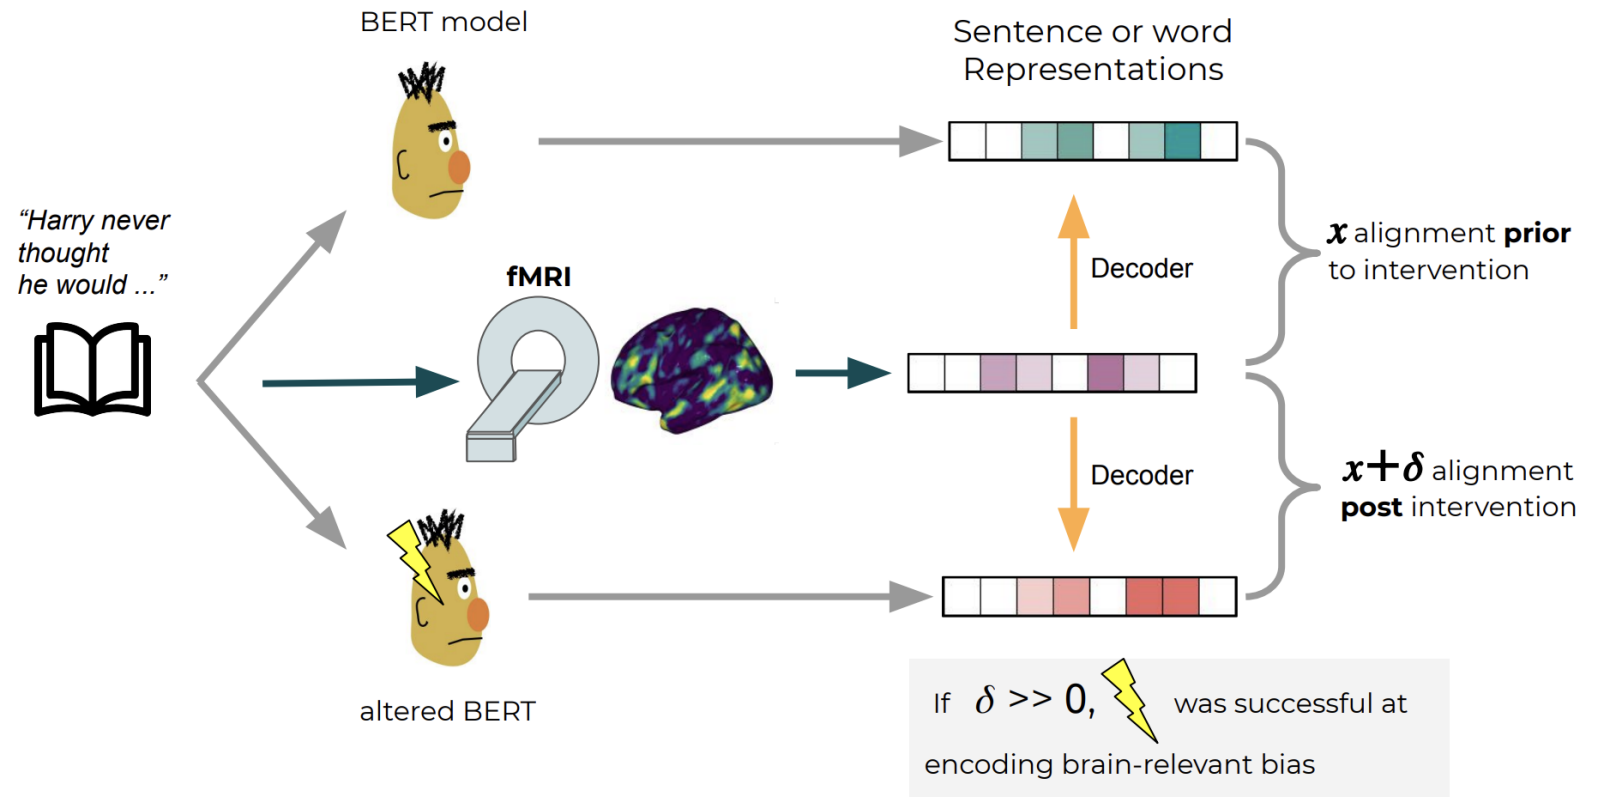 BERT model
Sentence or word
Representations
“Harry never
thought
he would ...”
fMRI
Decoder
x alignment prior
to intervention
Decoder
x+δ alignment
post intervention
altered BERT
If δ >> 0, was successful at
encoding brain-relevant bias